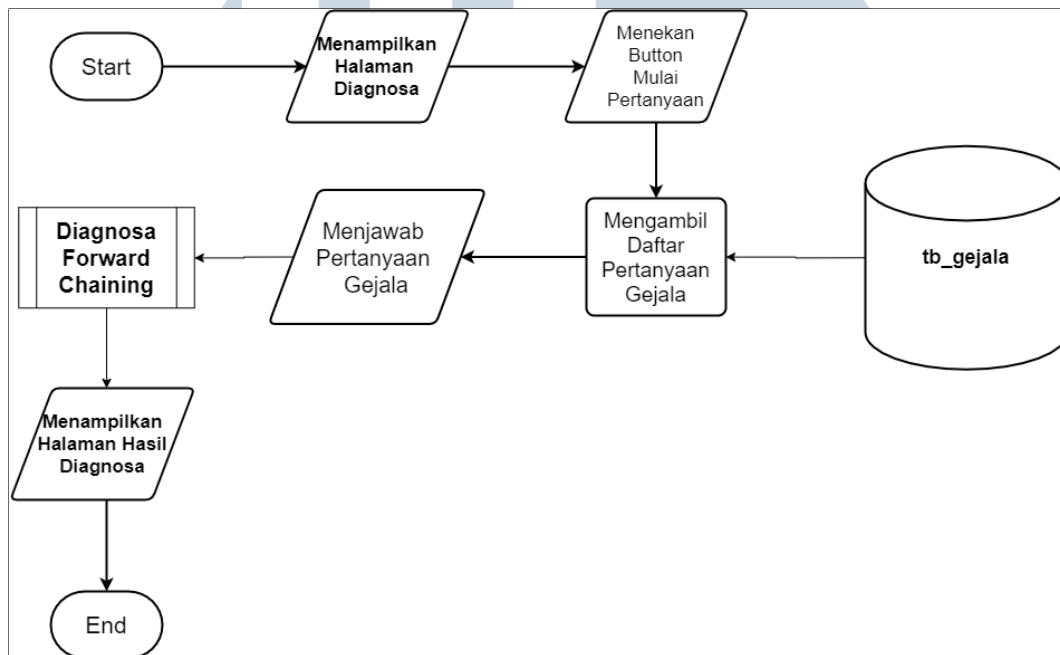 Start
Menampilkan
Halaman
Diagnosa
Menekan
Button
Mulai
Pertanyaan
Diagnosa
Forward
Chaining
Menjawab
Pertanyaan
Gejala
Mengambil
Daftar
Pertanyaan
Gejala
tb_gejala
Menampilkan
Halaman Hasil
Diagnosa
End